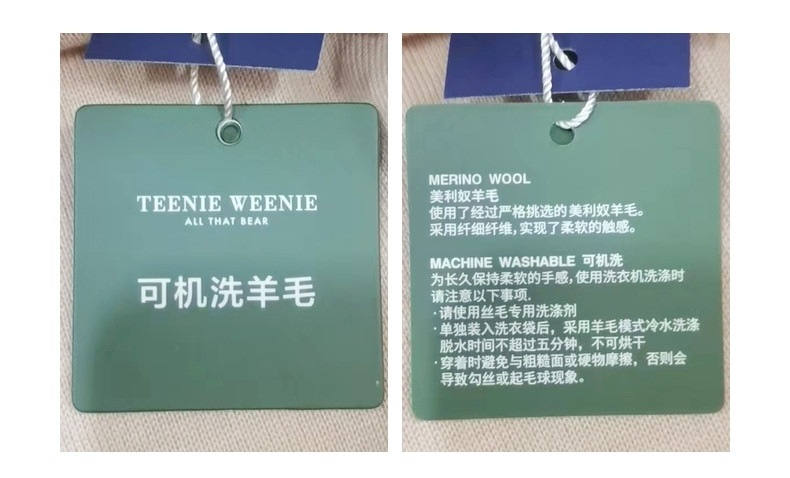 TEENIE WEENIE
ALL THAT BEAR
可机洗羊毛
MERINO WOOL
美利奴羊毛
使用了经过严格挑选的美利奴羊毛。
采用纤细纤维,实现了柔软的触感。
MACHINE WASHABLE 可机洗
为长久保持柔软的手感,使用洗衣机洗涤时
请注意以下事项.
·请使用丝毛专用洗涤剂
·单独装入洗衣袋后，采用羊毛模式冷水洗涤
脱水时间不超过五分钟，不可烘干
·穿着时避免与粗糙面或硬物摩擦，否则会
导致勾丝或起毛球现象。